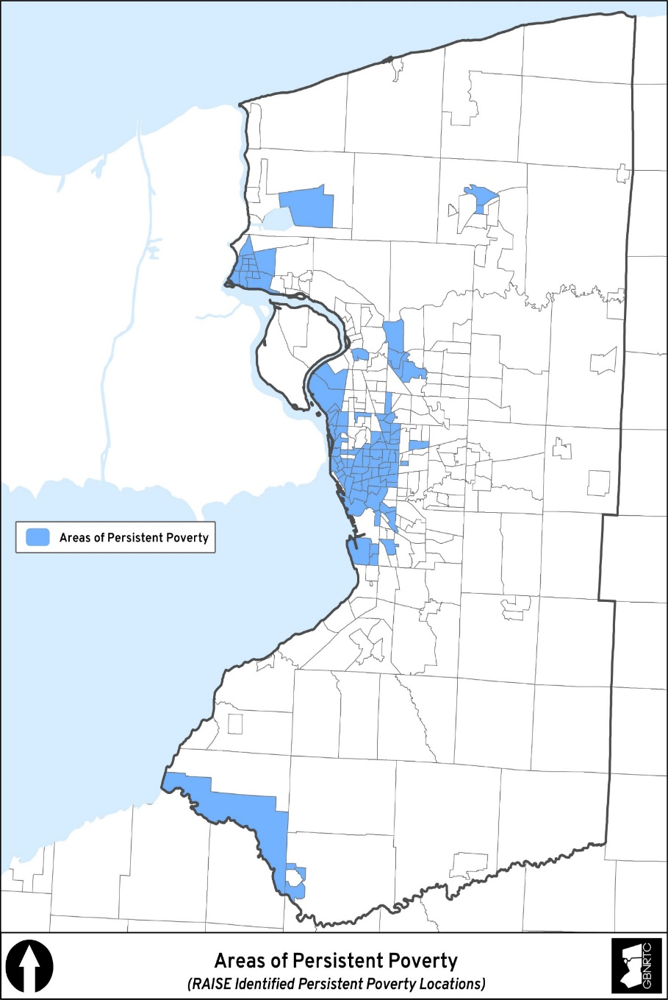 Areas of Persistent Poverty
Areas of Persistent Poverty
(RAISE Identified Persistent Poverty Locations)
GBNRTC